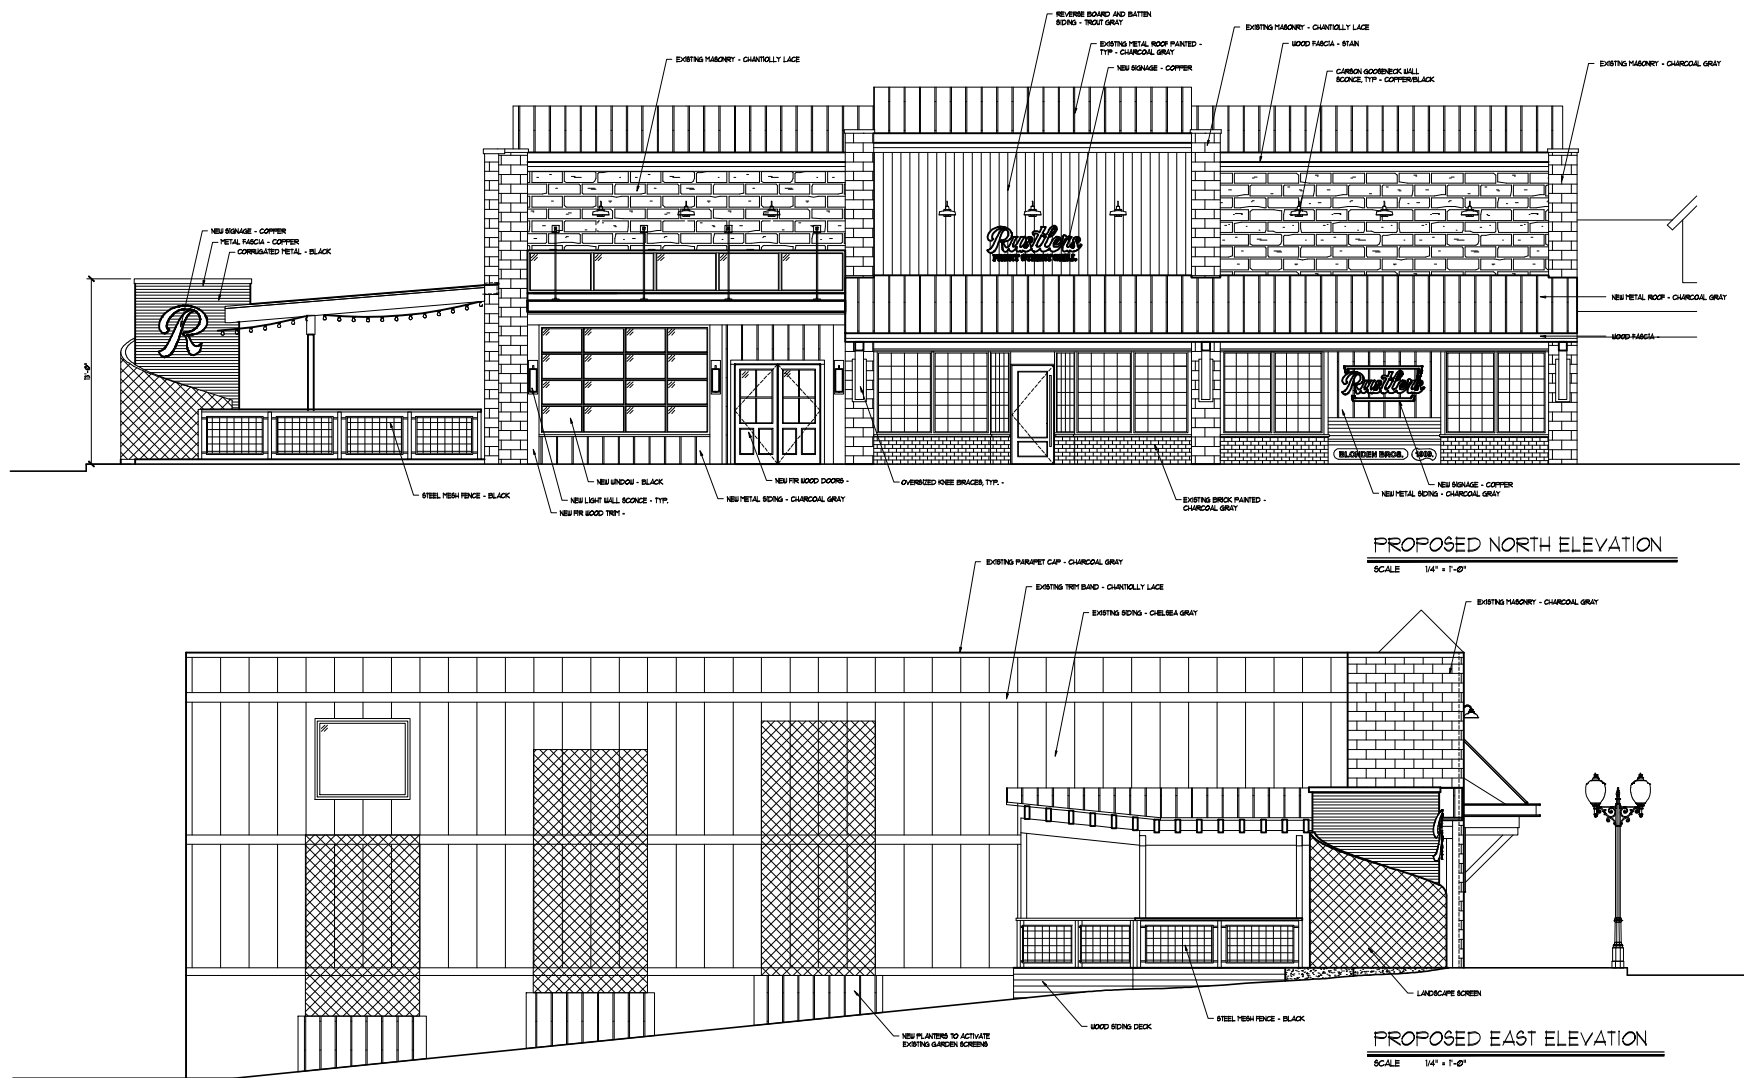 REVERSE BOARD AND BATTEN
SIDING - TROUT GRAY
EXISTING METAL ROOF PAINTED -
TYP - CHARCOAL GRAY
NEW SIGNAGE - COPPER
EXISTING MASONRY - CHANTIOLLY LACE
WOOD FASCIA - STAIN
CARSON GOOSENECK WALL
SCONCE, TYP - COPPER/BLACK
EXISTING MASONRY - CHARCOAL GRAY
EXISTING MASONRY - CHANTIOLLY LACE
NEW SIGNAGE - COPPER
METAL FASCIA - COPPER
CORRUGATED METAL - BLACK
R
Rustlers
NEW METAL ROOF - CHARCOAL GRAY
WOOD FASCIA -
Rustlers
BLONDEN BROS.
1909.
STEEL MESH FENCE - BLACK
NEW WINDOW - BLACK
NEW LIGHT WALL SCONCE - TYP.
NEW FIR WOOD TRIM -
NEW FIR WOOD DOORS -
NEW METAL SIDING - CHARCOAL GRAY
OVERSIZED KNEE BRACES, TYP. -
EXISTING BRICK PAINTED -
CHARCOAL GRAY
NEW SIGNAGE - COPPER
NEW METAL SIDING - CHARCOAL GRAY
PROPOSED NORTH ELEVATION
SCALE 1/4" = 1'-0"
EXISTING PARAPET CAP - CHARCOAL GRAY
EXISTING TRIM BAND - CHANTIOLLY LACE
EXISTING SIDING - CHELSEA GRAY
EXISTING MASONRY - CHARCOAL GRAY
LANDSCAPE SCREEN
STEEL MESH FENCE - BLACK
WOOD SIDING DECK
NEW PLANTERS TO ACTIVATE
EXISTING GARDEN SCREENS
PROPOSED EAST ELEVATION
SCALE 1/4" = 1'-0"